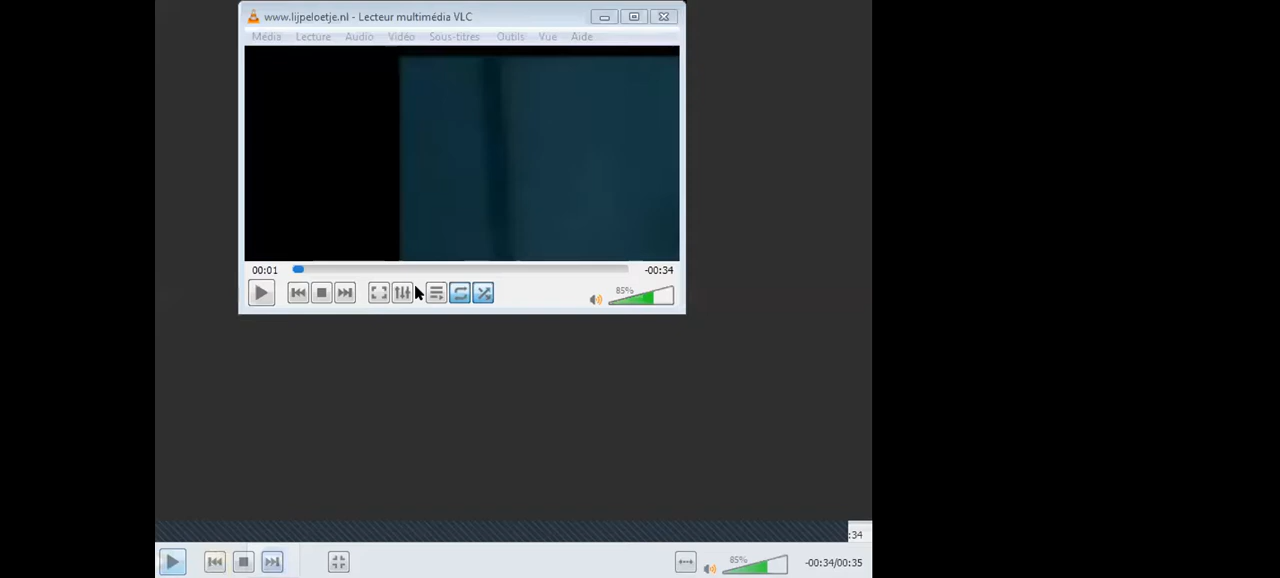 www.lijpeloetje.nl - Lecteur multimédia VLC
Média Lecture Audio Vidéo Sous-titres Outils Vue Aide
00:01 -00:34
85%
:34
85% -00:34/00:35